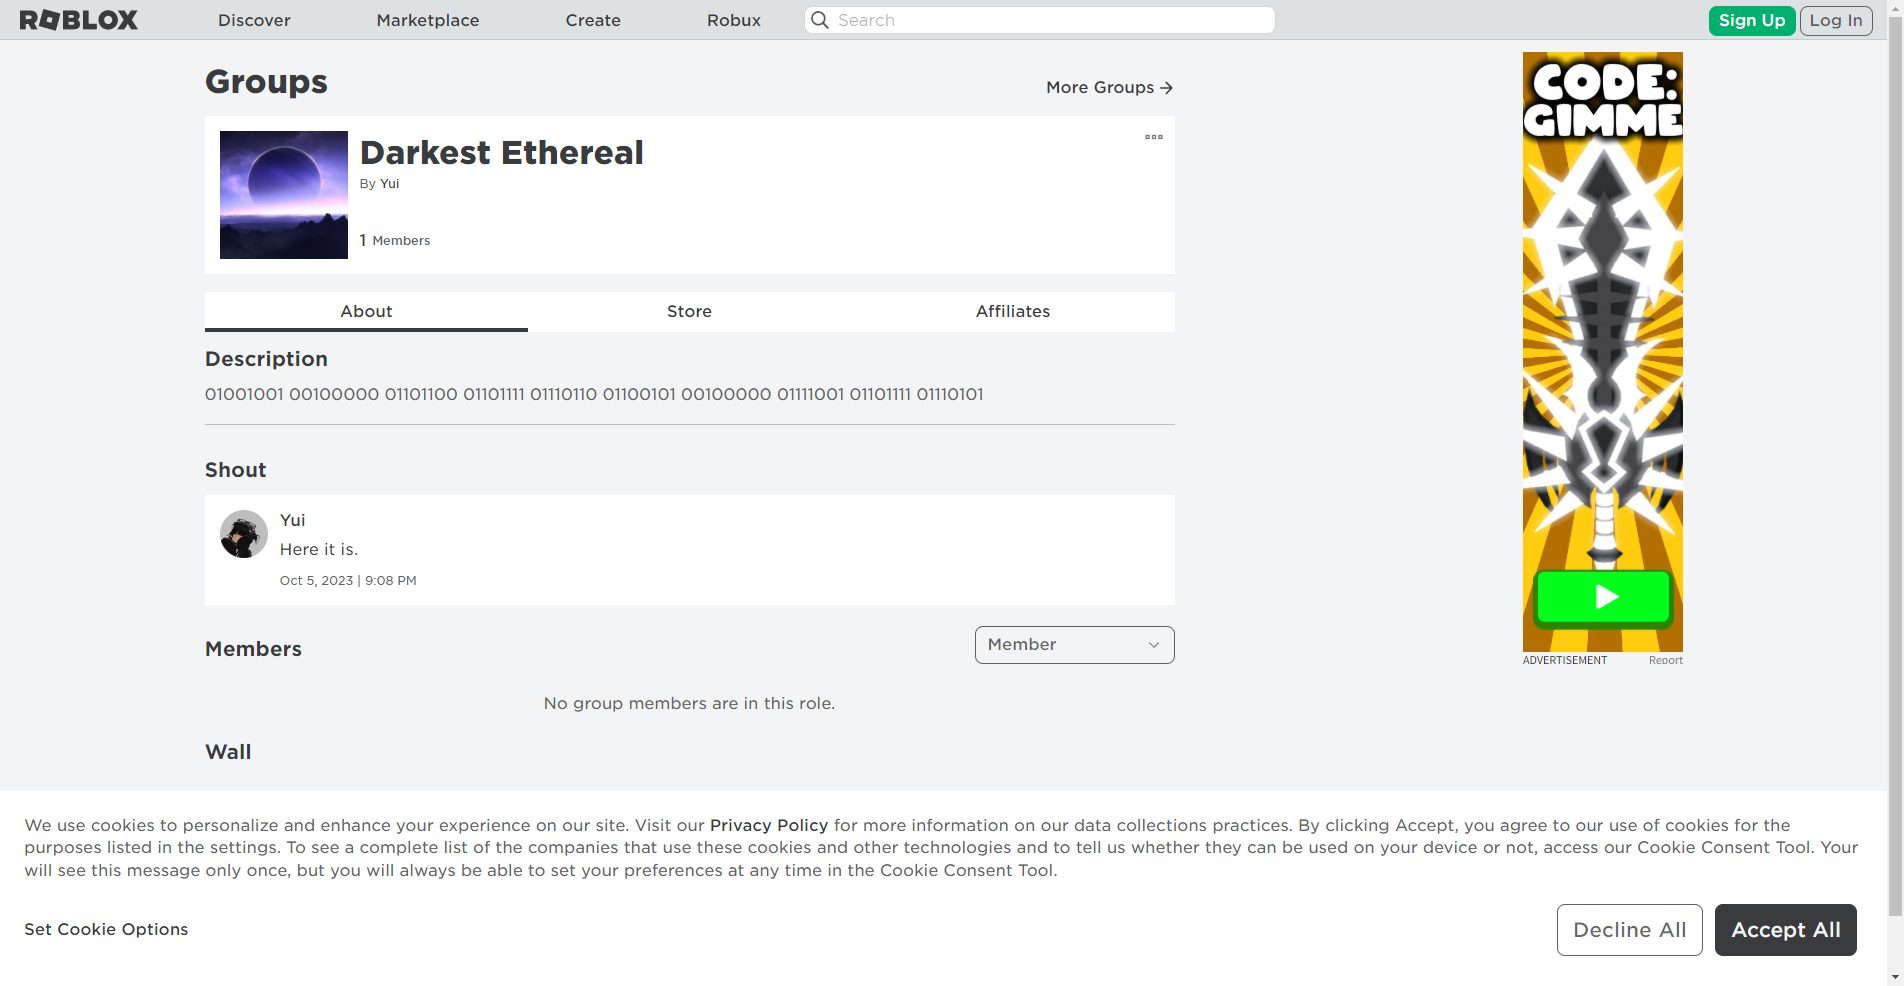 ROBLOX
Discover
Marketplace
Create
Robux
Search
Sign Up
Log In
Groups
More Groups
Darkest Ethereal
By Yui
1 Members
About
Store
Affiliates
Description
01001001 00100000 01101100 01101111 01110110 01100101 00100000 01111001 01101111 01110101
Shout
Yui
Here it is.
Oct 5, 2023 | 9:08 PM
Members
Member
No group members are in this role.
Wall
CODE:
GIMME
ADVERTISEMENT
Report
We use cookies to personalize and enhance your experience on our site. Visit our Privacy Policy for more information on our data collections practices. By clicking Accept, you agree to our use of cookies for the
purposes listed in the settings. To see a complete list of the companies that use these cookies and other technologies and to tell us whether they can be used on your device or not, access our Cookie Consent Tool. Your
will see this message only once, but you will always be able to set your preferences at any time in the Cookie Consent Tool.
Set Cookie Options
Decline All
Accept All